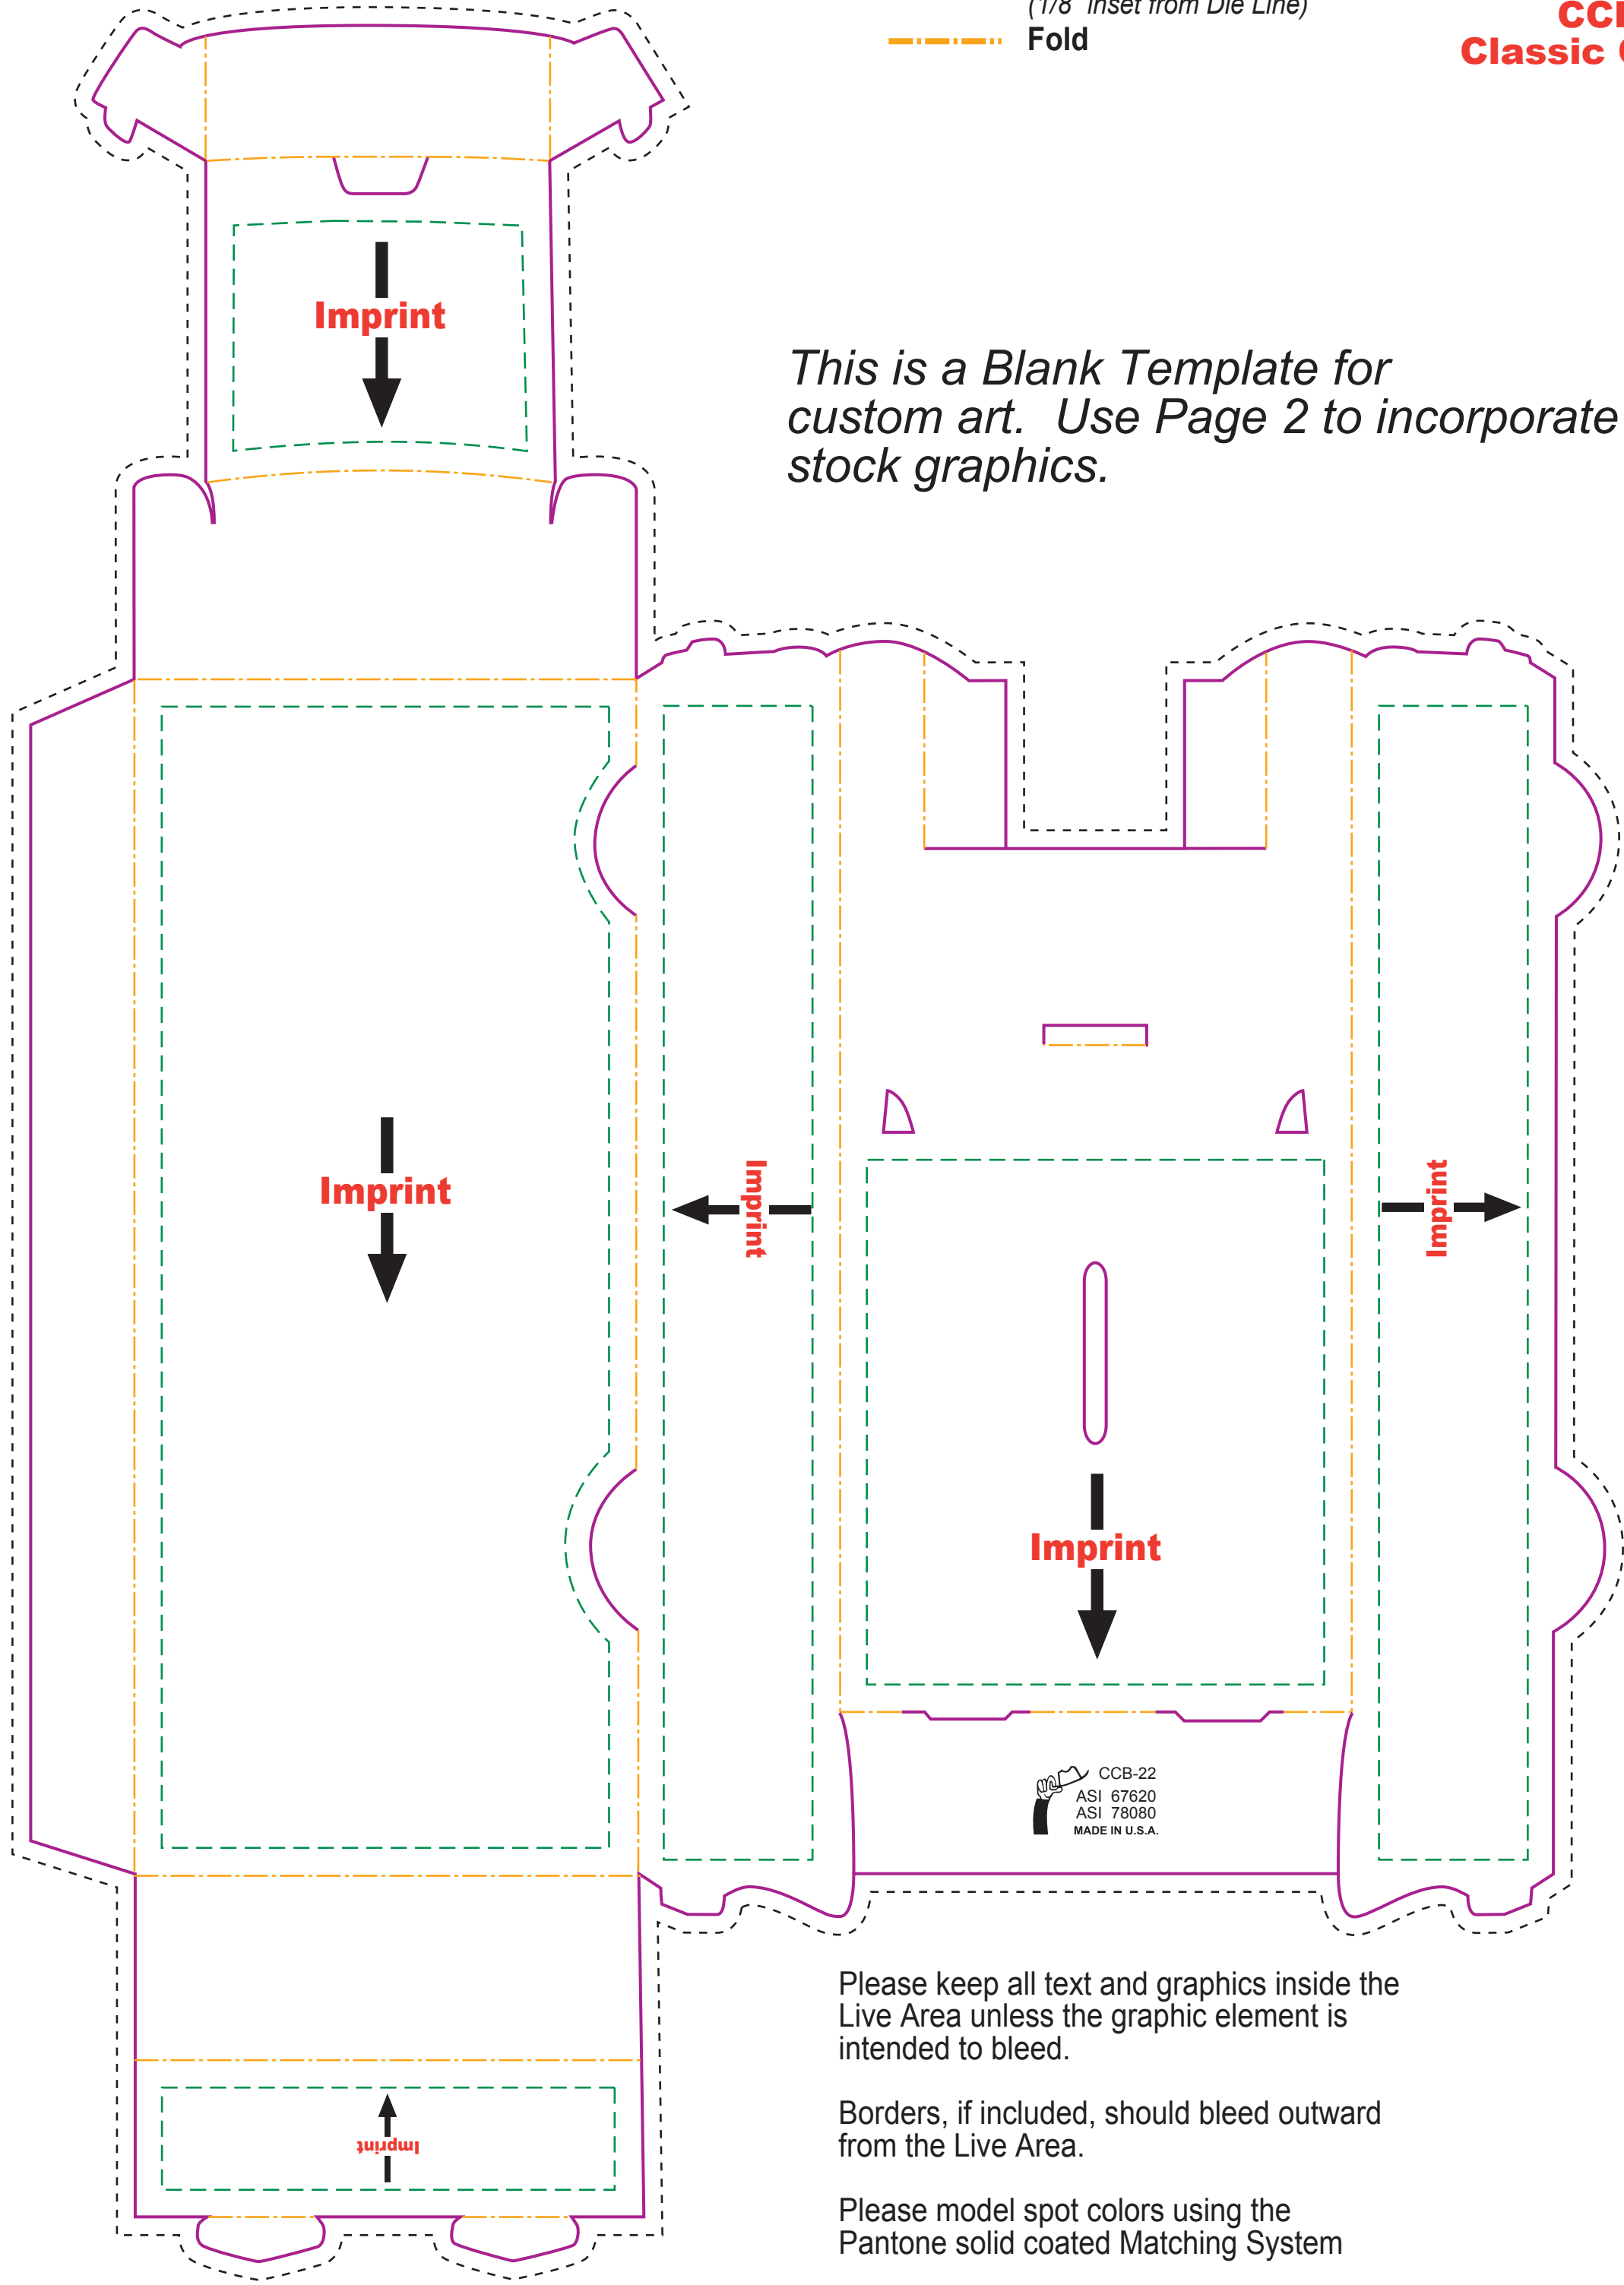 (1/8" inset from Die Line)
Fold
Classic
Imprint
This is a Blank Template for
custom art. Use Page 2 to incorporate
stock graphics.
Imprint
Imprint
Imprint
Imprint
CCB-22
ASI 67620
ASI 78080
MADE IN U.S.A.
Please keep all text and graphics inside the
Live Area unless the graphic element is
intended to bleed.
Borders, if included, should bleed outward
from the Live Area.
Imprint
Please model spot colors using the
Pantone solid coated Matching System